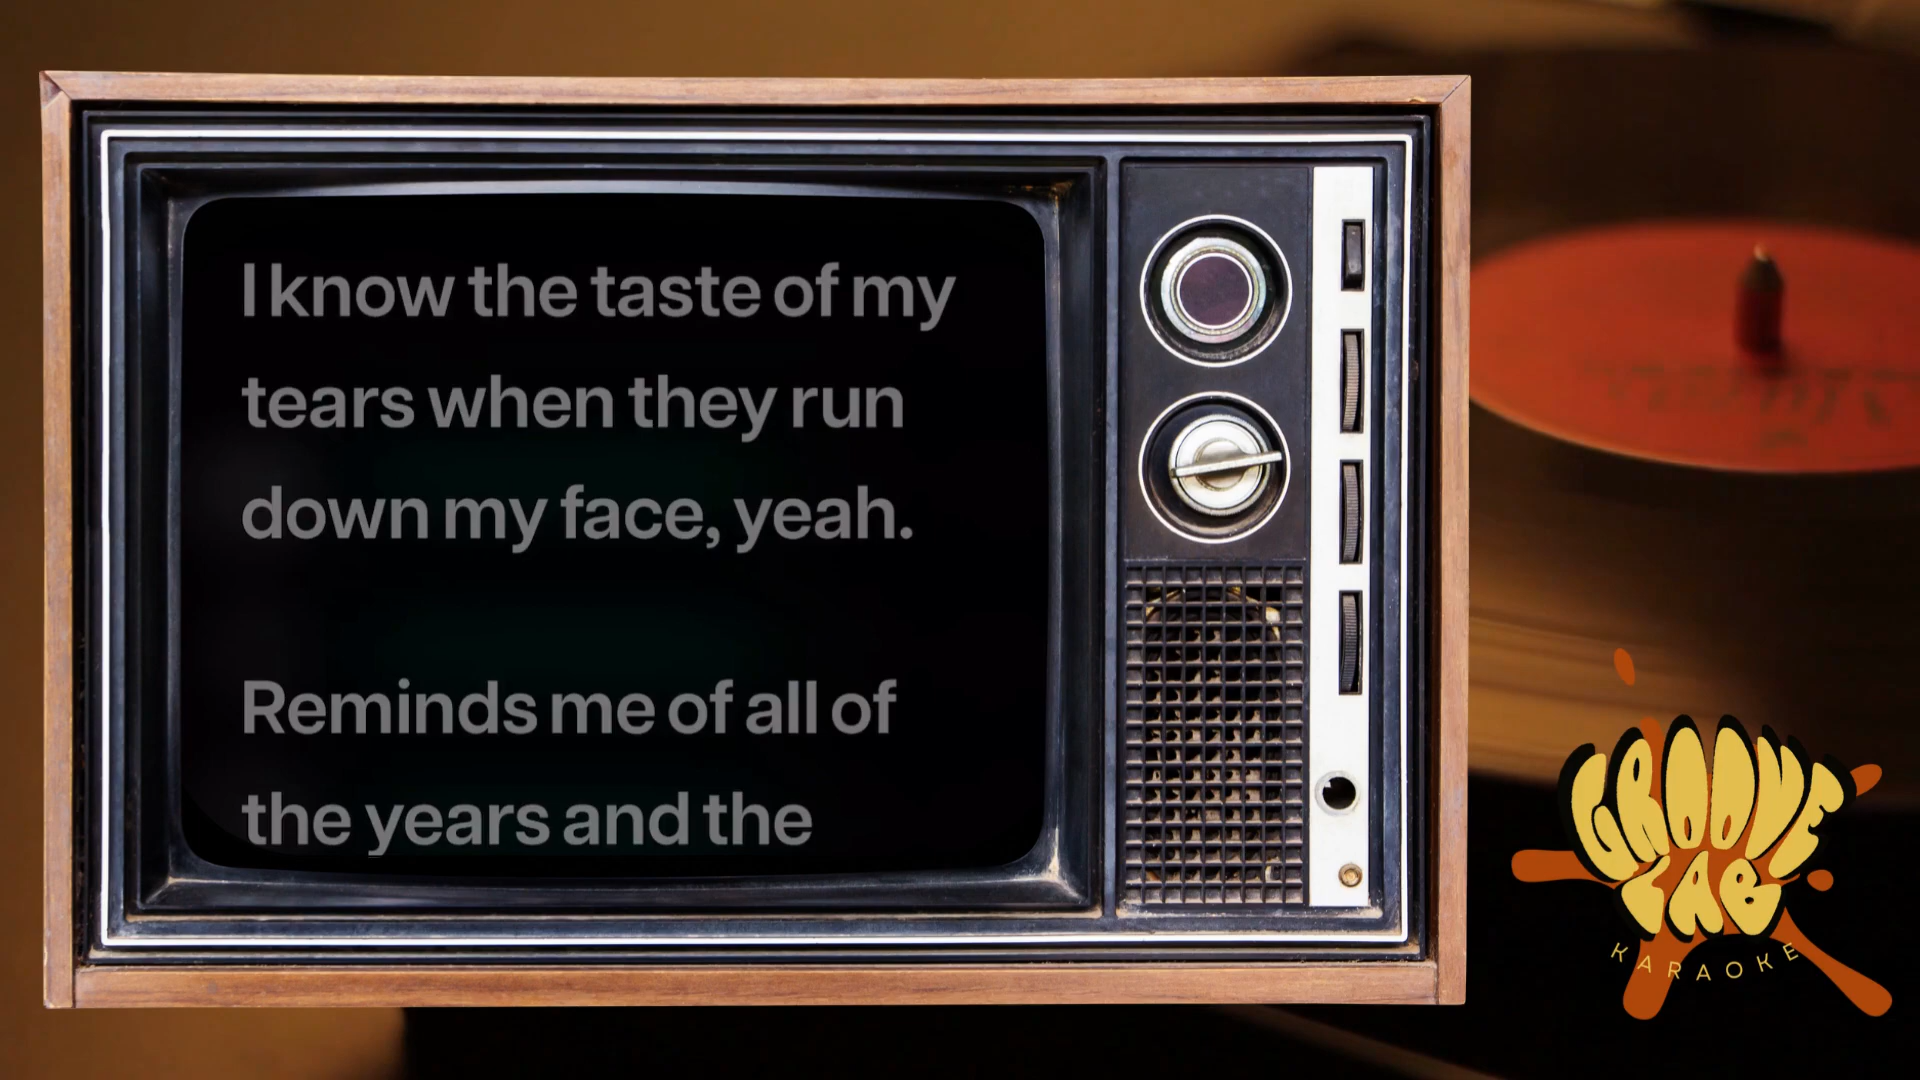 I know the taste of my
tears when they run
down my face, yeah.
Reminds me of all of
the years and the
GROOVE
LAB
KARAOKE